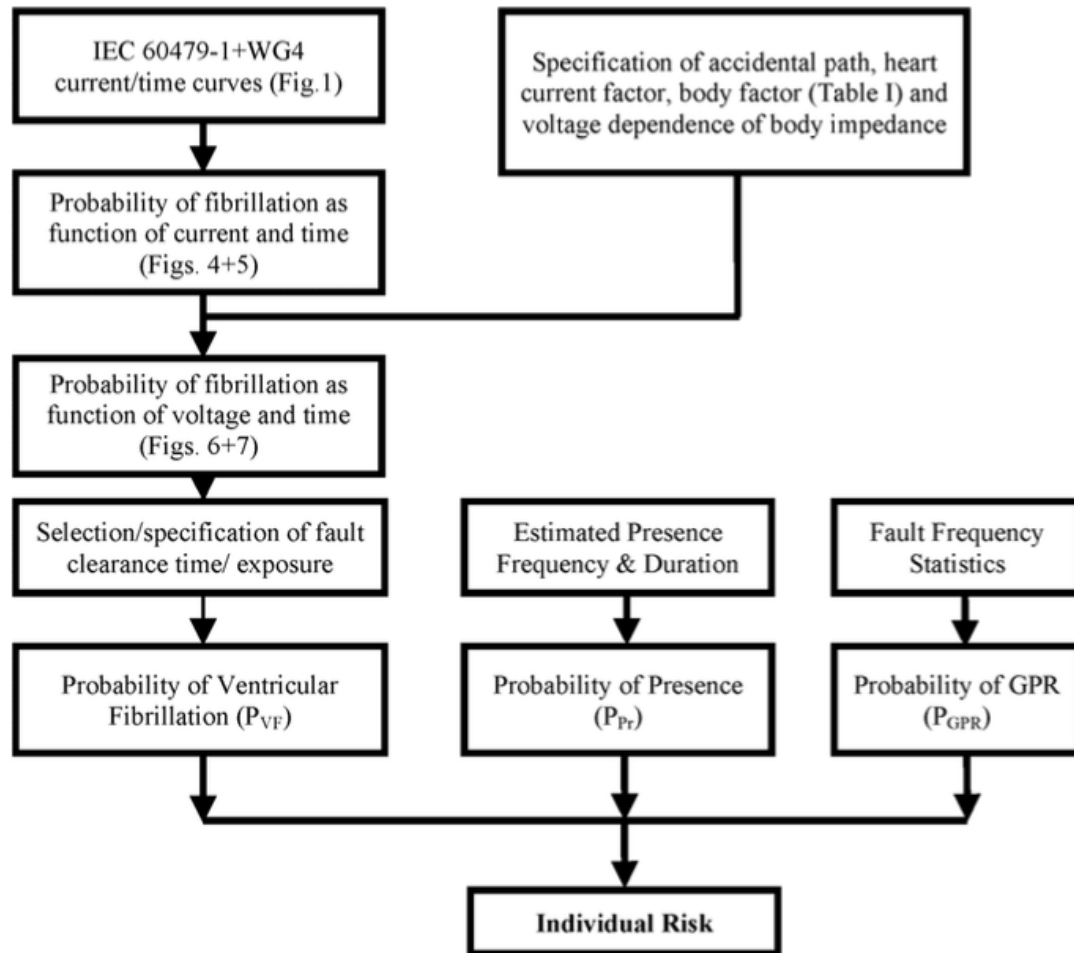 IEC 60479-1+WG4
current/time curves (Fig.1)
Specification of accidental path, heart
current factor, body factor (Table I) and
voltage dependence of body impedance
Probability of fibrillation as
function of current and time
(Figs. 4+5)
Probability of fibrillation as
function of voltage and time
(Figs. 6+7)
Selection/specification of fault
clearance time/ exposure
Estimated Presence
Frequency & Duration
Fault Frequency
Statistics
Probability of Ventricular
Fibrillation (PVF)
Probability of Presence
(PPr)
Probability of GPR
(PGPR)
Individual Risk